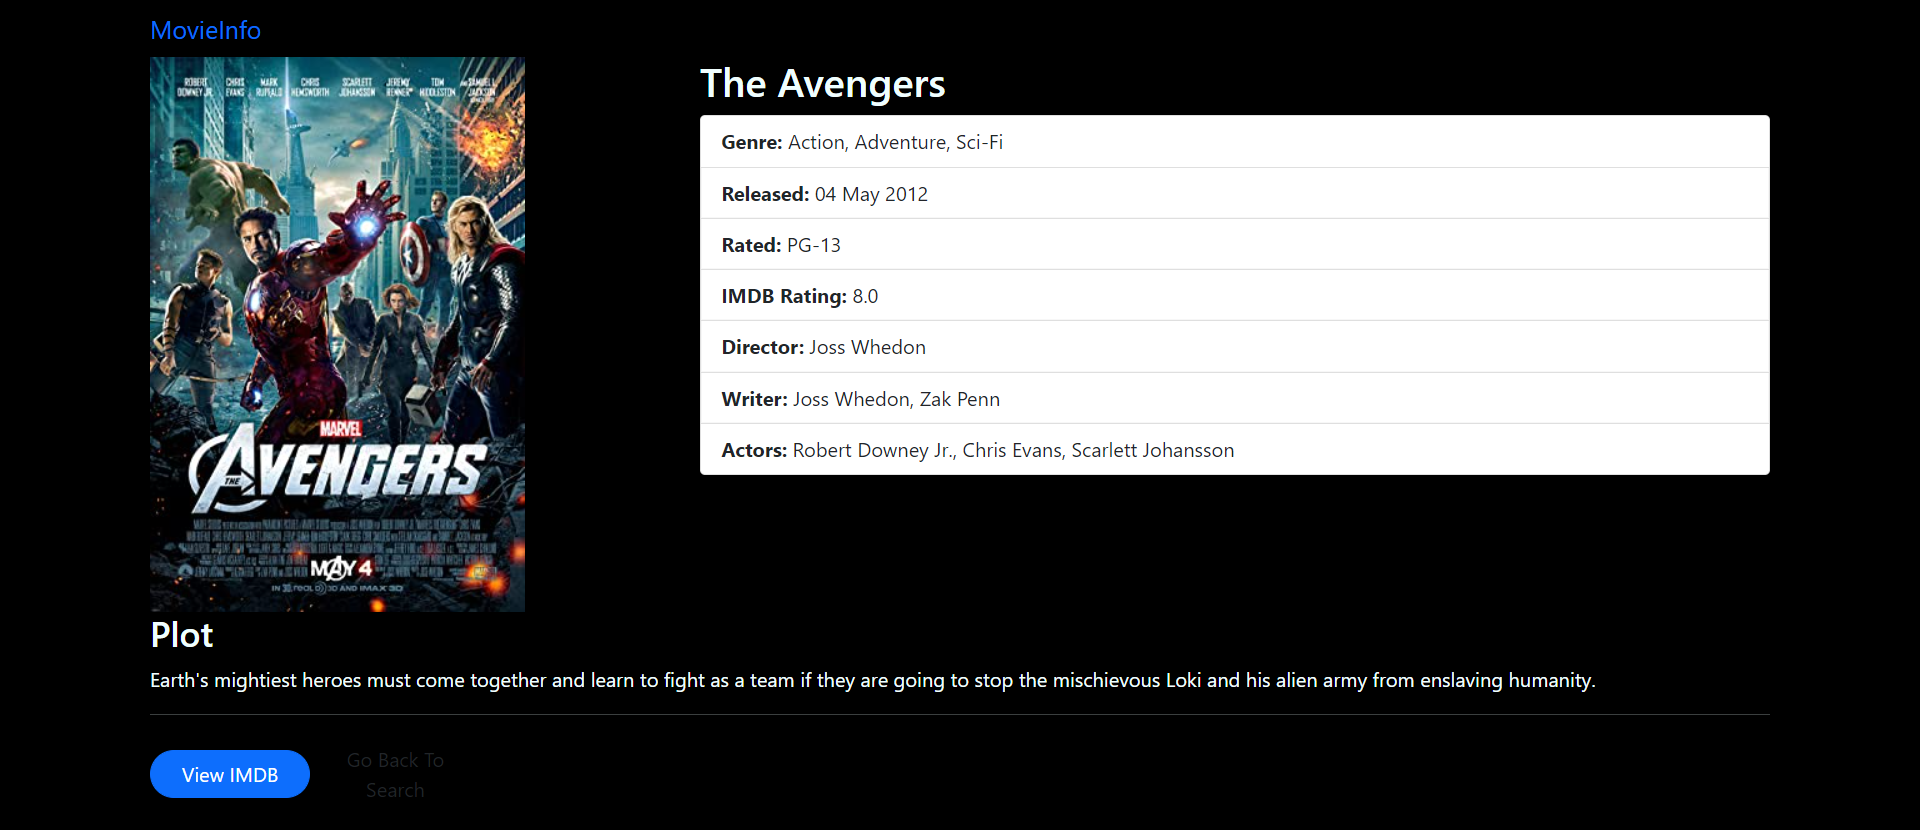 MovieInfo
ROBERT DOWNEY JR. CHRIS EVANS MARK RUFFALO CHRIS HEMSWORTH SCARLETT JOHANSSON JEREMY RENNER TOM HIDDLESTON AND SAMUEL L. JACKSON
MARVEL
THE AVENGERS
MAY 4
IN REAL D 3D AND IMAX 3D
The Avengers
Genre: Action, Adventure, Sci-Fi
Released: 04 May 2012
Rated: PG-13
IMDB Rating: 8.0
Director: Joss Whedon
Writer: Joss Whedon, Zak Penn
Actors: Robert Downey Jr., Chris Evans, Scarlett Johansson
Plot
Earth's mightiest heroes must come together and learn to fight as a team if they are going to stop the mischievous Loki and his alien army from enslaving humanity.
View IMDB
Go Back To
Search